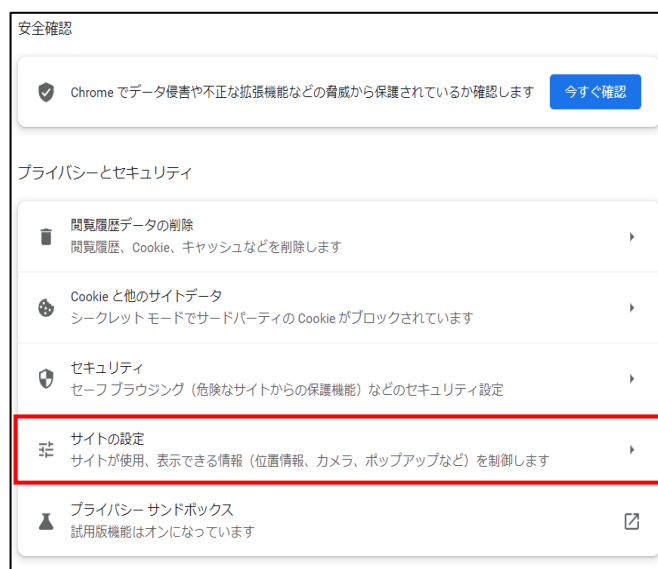 安全確認
Chrome でデータ侵害や不正な拡張機能などの脅威から保護されているか確認します
今すぐ確認
プライバシーとセキュリティ
閲覧履歴データの削除
閲覧履歴、Cookie、キャッシュなどを削除します
Cookie と他のサイトデータ
シークレット モードでサードパーティの Cookie がブロックされています
セキュリティ
セーフ ブラウジング（危険なサイトからの保護機能）などのセキュリティ設定
サイトの設定
サイトが使用、表示できる情報（位置情報、カメラ、ポップアップなど）を制御します
プライバシー サンドボックス
試用版機能はオンになっています